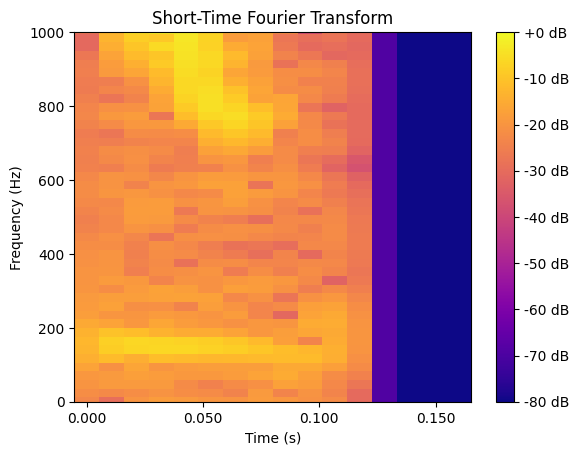 Short-Time Fourier Transform
1000
800
600
400
200
0
Frequency (Hz)
0.000
0.050
0.100
0.150
Time (s)
+0 dB
-10 dB
-20 dB
-30 dB
-40 dB
-50 dB
-60 dB
-70 dB
-80 dB